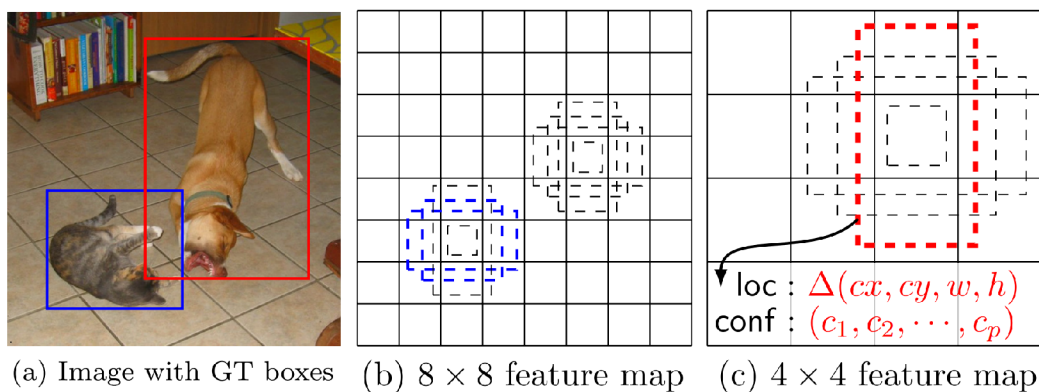 loc : Δ(cx, cy, w, h)
conf : (c₁, c₂, ⋯, cₚ)
(a) Image with GT boxes
(b) 8 × 8 feature map
(c) 4 × 4 feature map